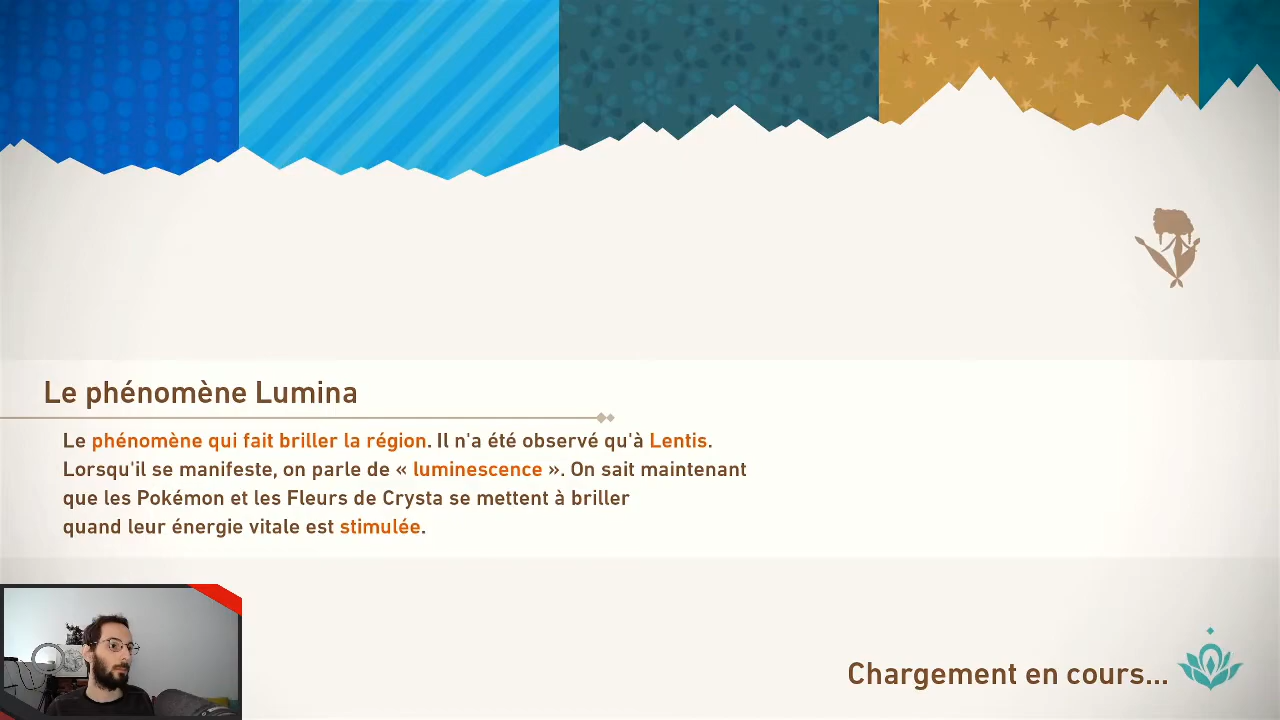 Le phénomène Lumina
Le phénomène qui fait briller la région. Il n'a été observé qu'à Lentis.
Lorsqu'il se manifeste, on parle de « luminescence ». On sait maintenant
que les Pokémon et les Fleurs de Crysta se mettent à briller
quand leur énergie vitale est stimulée.
Chargement en cours...